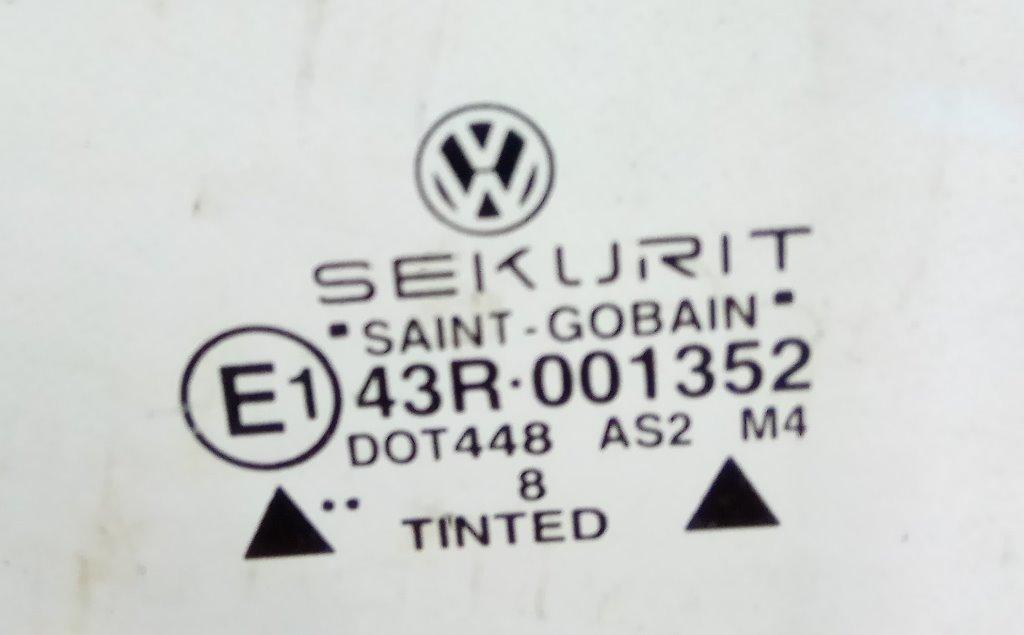 SEKURIT
"SAINT-GOBAIN"
E1 43R·001352
DOT448 AS2 M4
8
TINTED